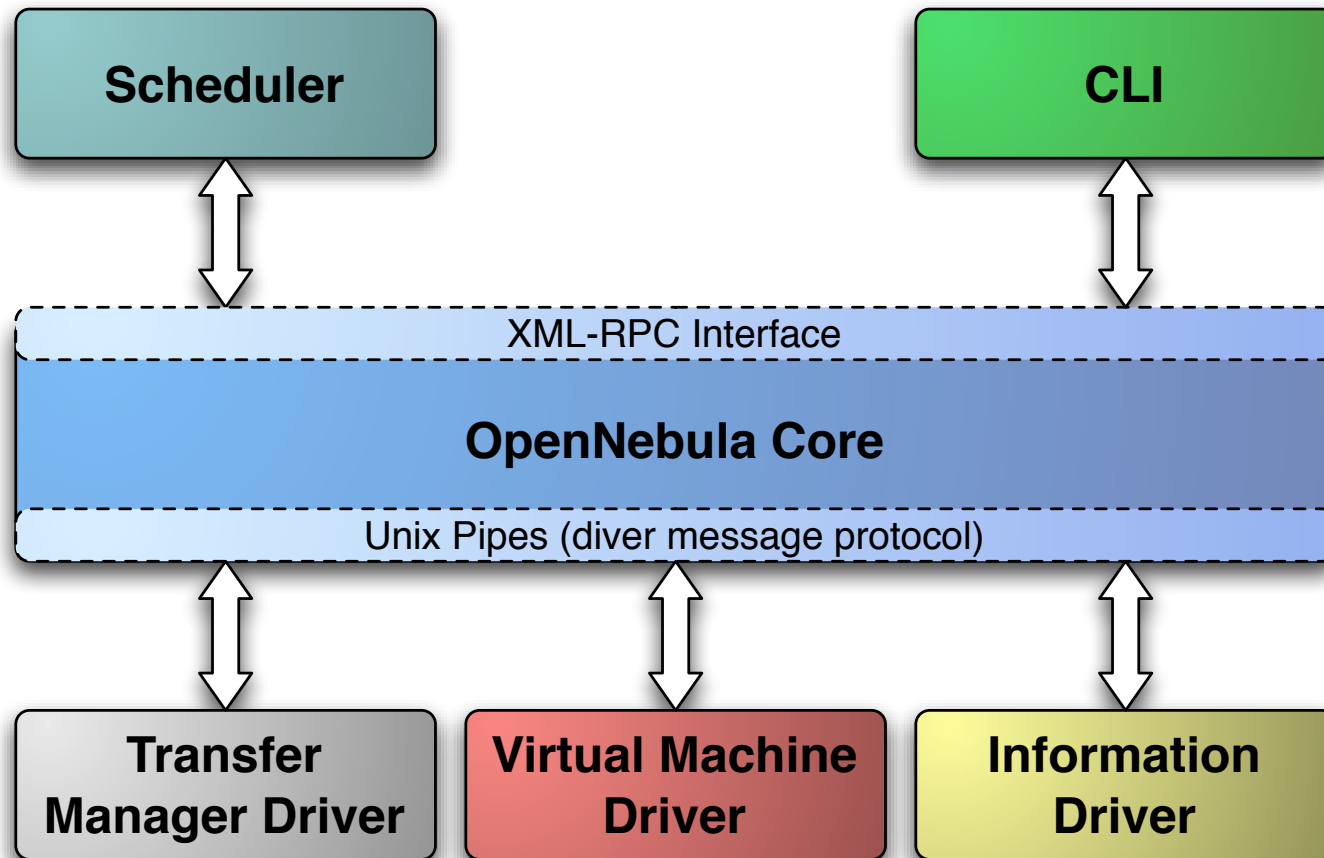 Scheduler
CLI
XML-RPC Interface
OpenNebula Core
Unix Pipes (diver message protocol)
Transfer
Manager Driver
Virtual Machine
Driver
Information
Driver